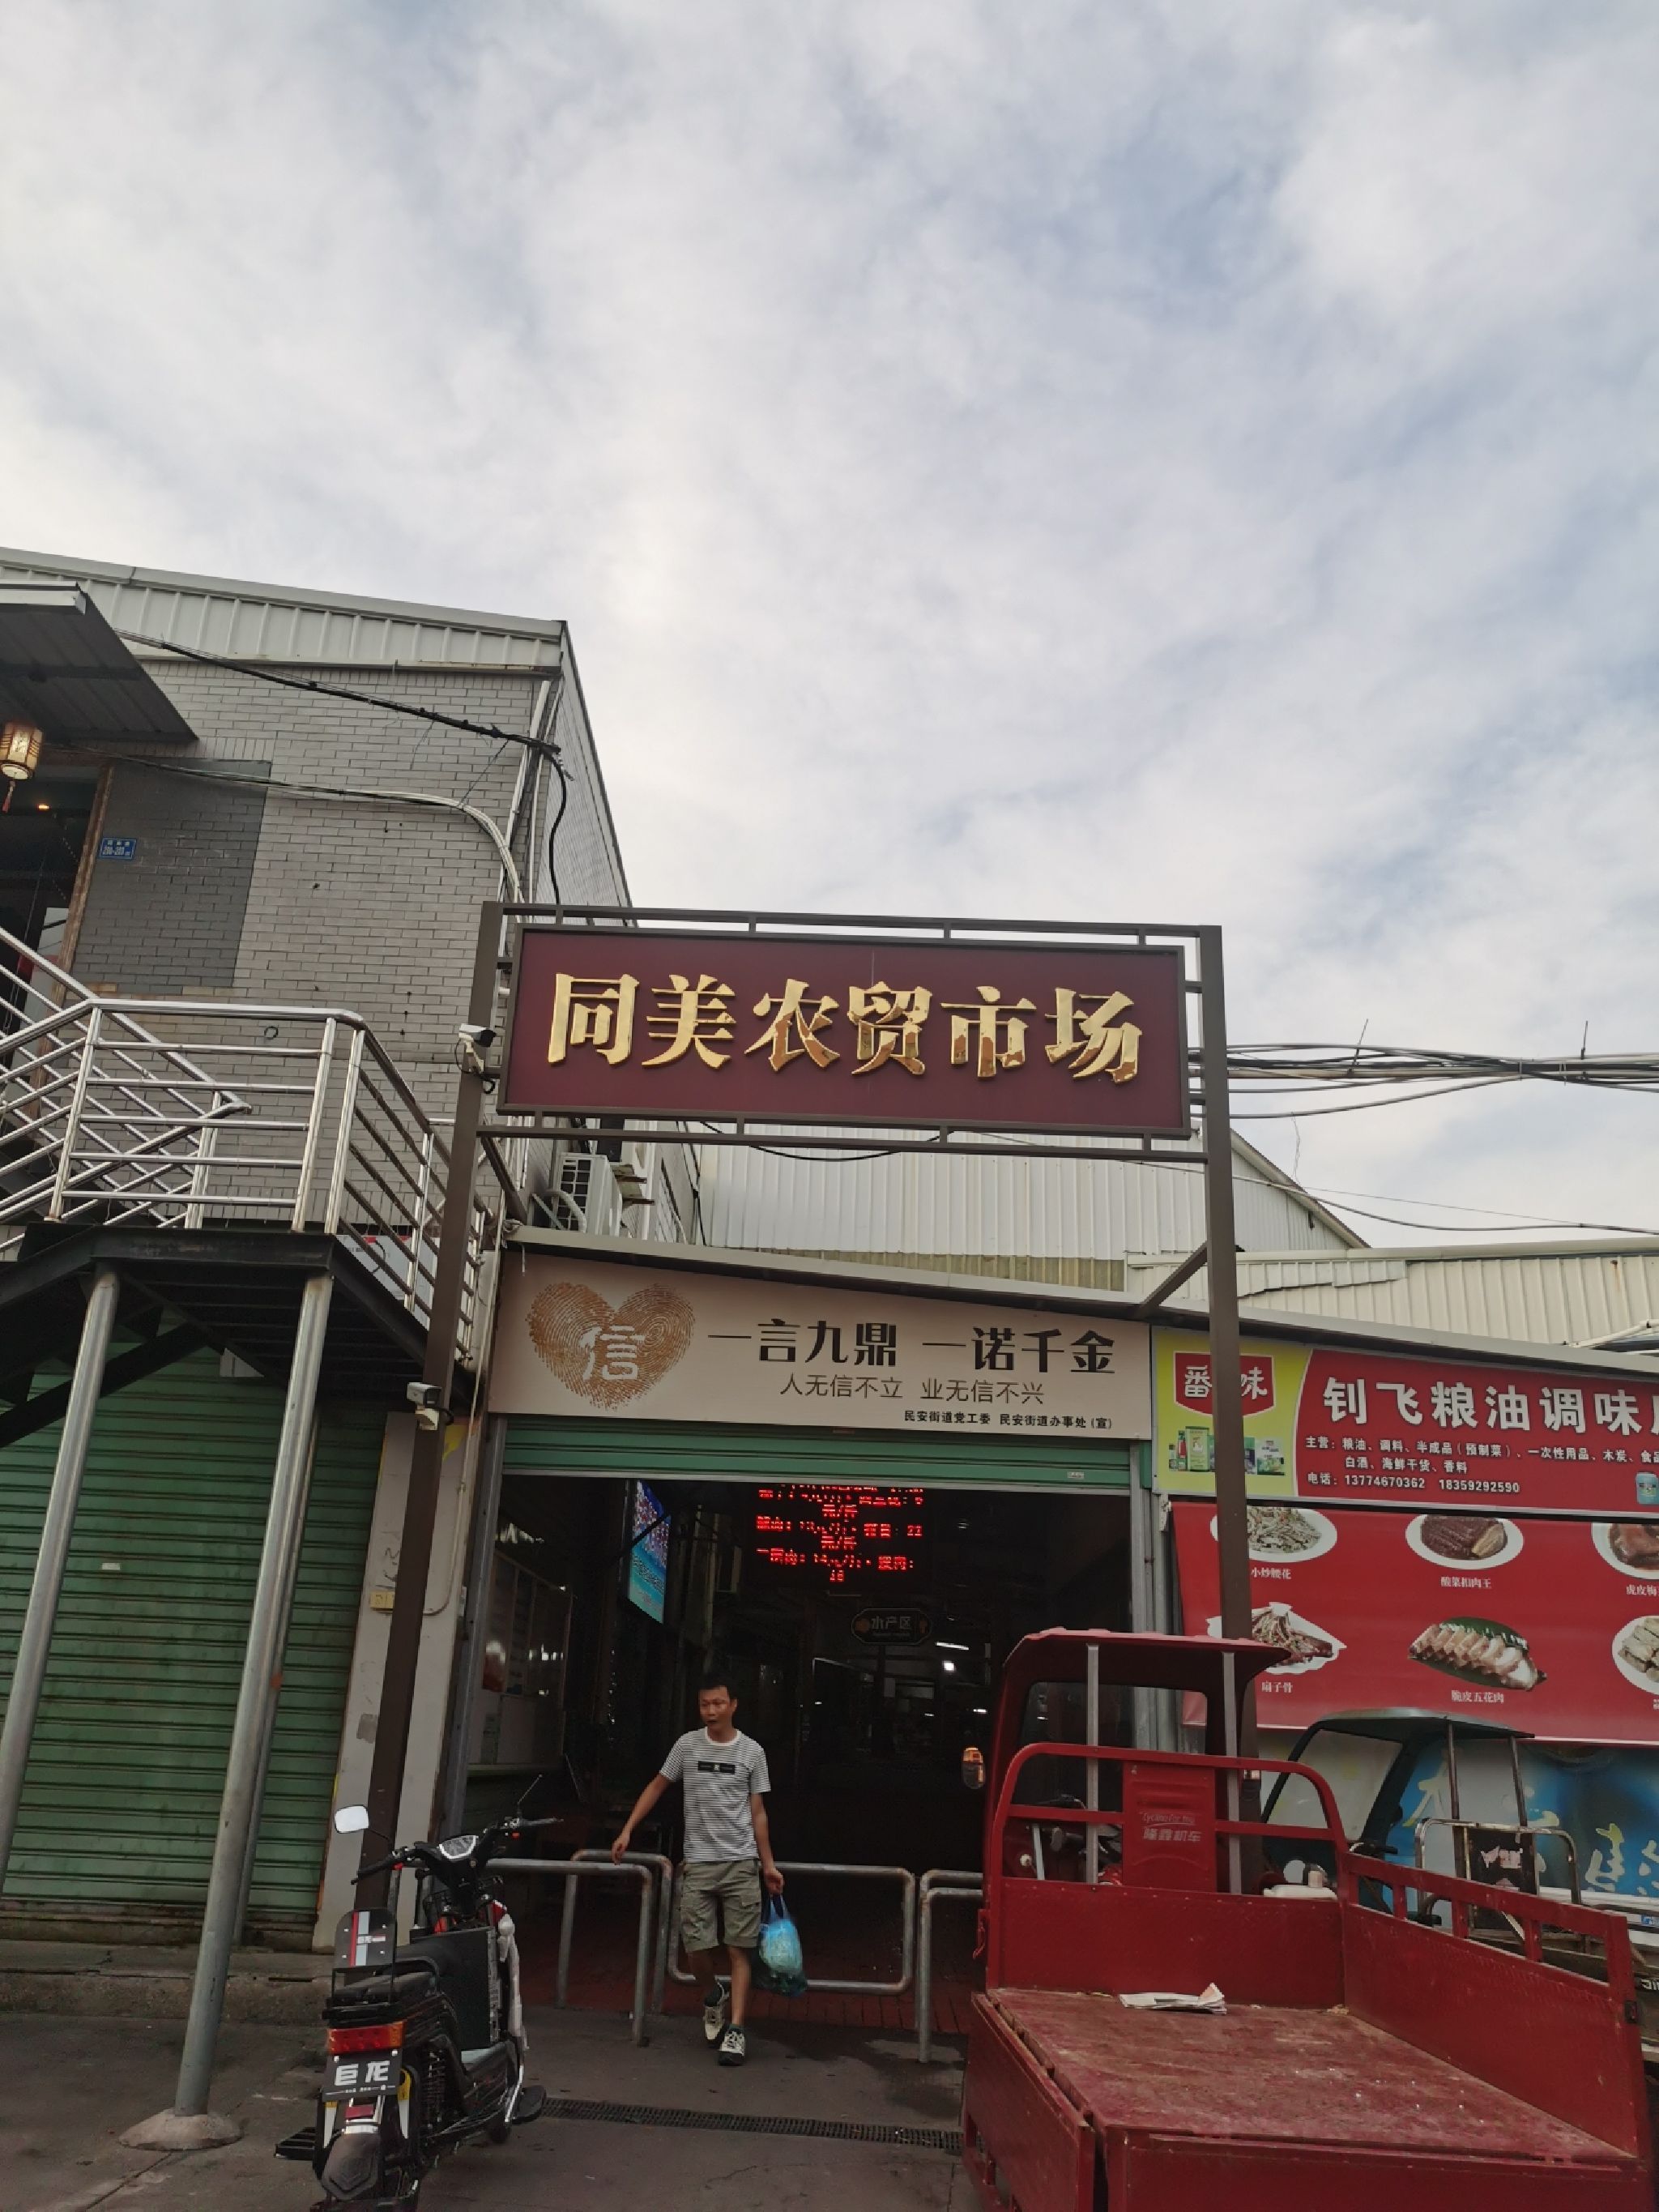 同美农贸市场
信
一言九鼎 一诺千金
人无信不立 业无信不兴
民安街道党工委 民安街道办事处(宣)
番味
钊飞粮油调味
主营:粮油、调料、半成品(预制菜)、一次性用品、木炭、食品
白酒、海鲜干货、香料
电话:13774670362 18359292590
小炒腰花
酸菜扣肉王
虎皮梅
扇子骨
脆皮五花肉
水产区
隆鑫机车
巨龙